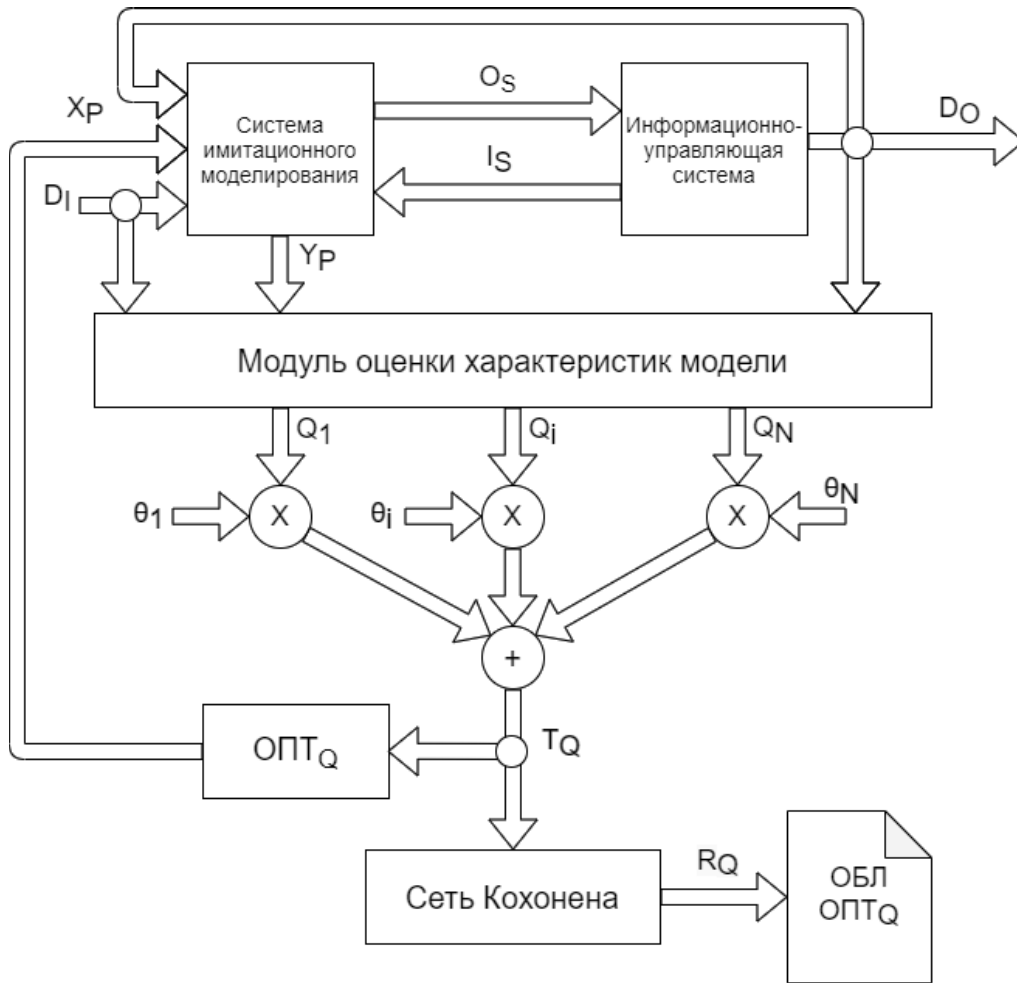 O_S
X_P
Система
имитационного
моделирования
Информационно-
управляющая
система
D_O
I_S
D_I
Y_P
Модуль оценки характеристик модели
Q_1
Q_i
Q_N
θ_1
X
θ_i
X
X
θ_N
+
ОПТ_Q
T_Q
Сеть Кохонена
R_Q
ОБЛ
ОПТ_Q